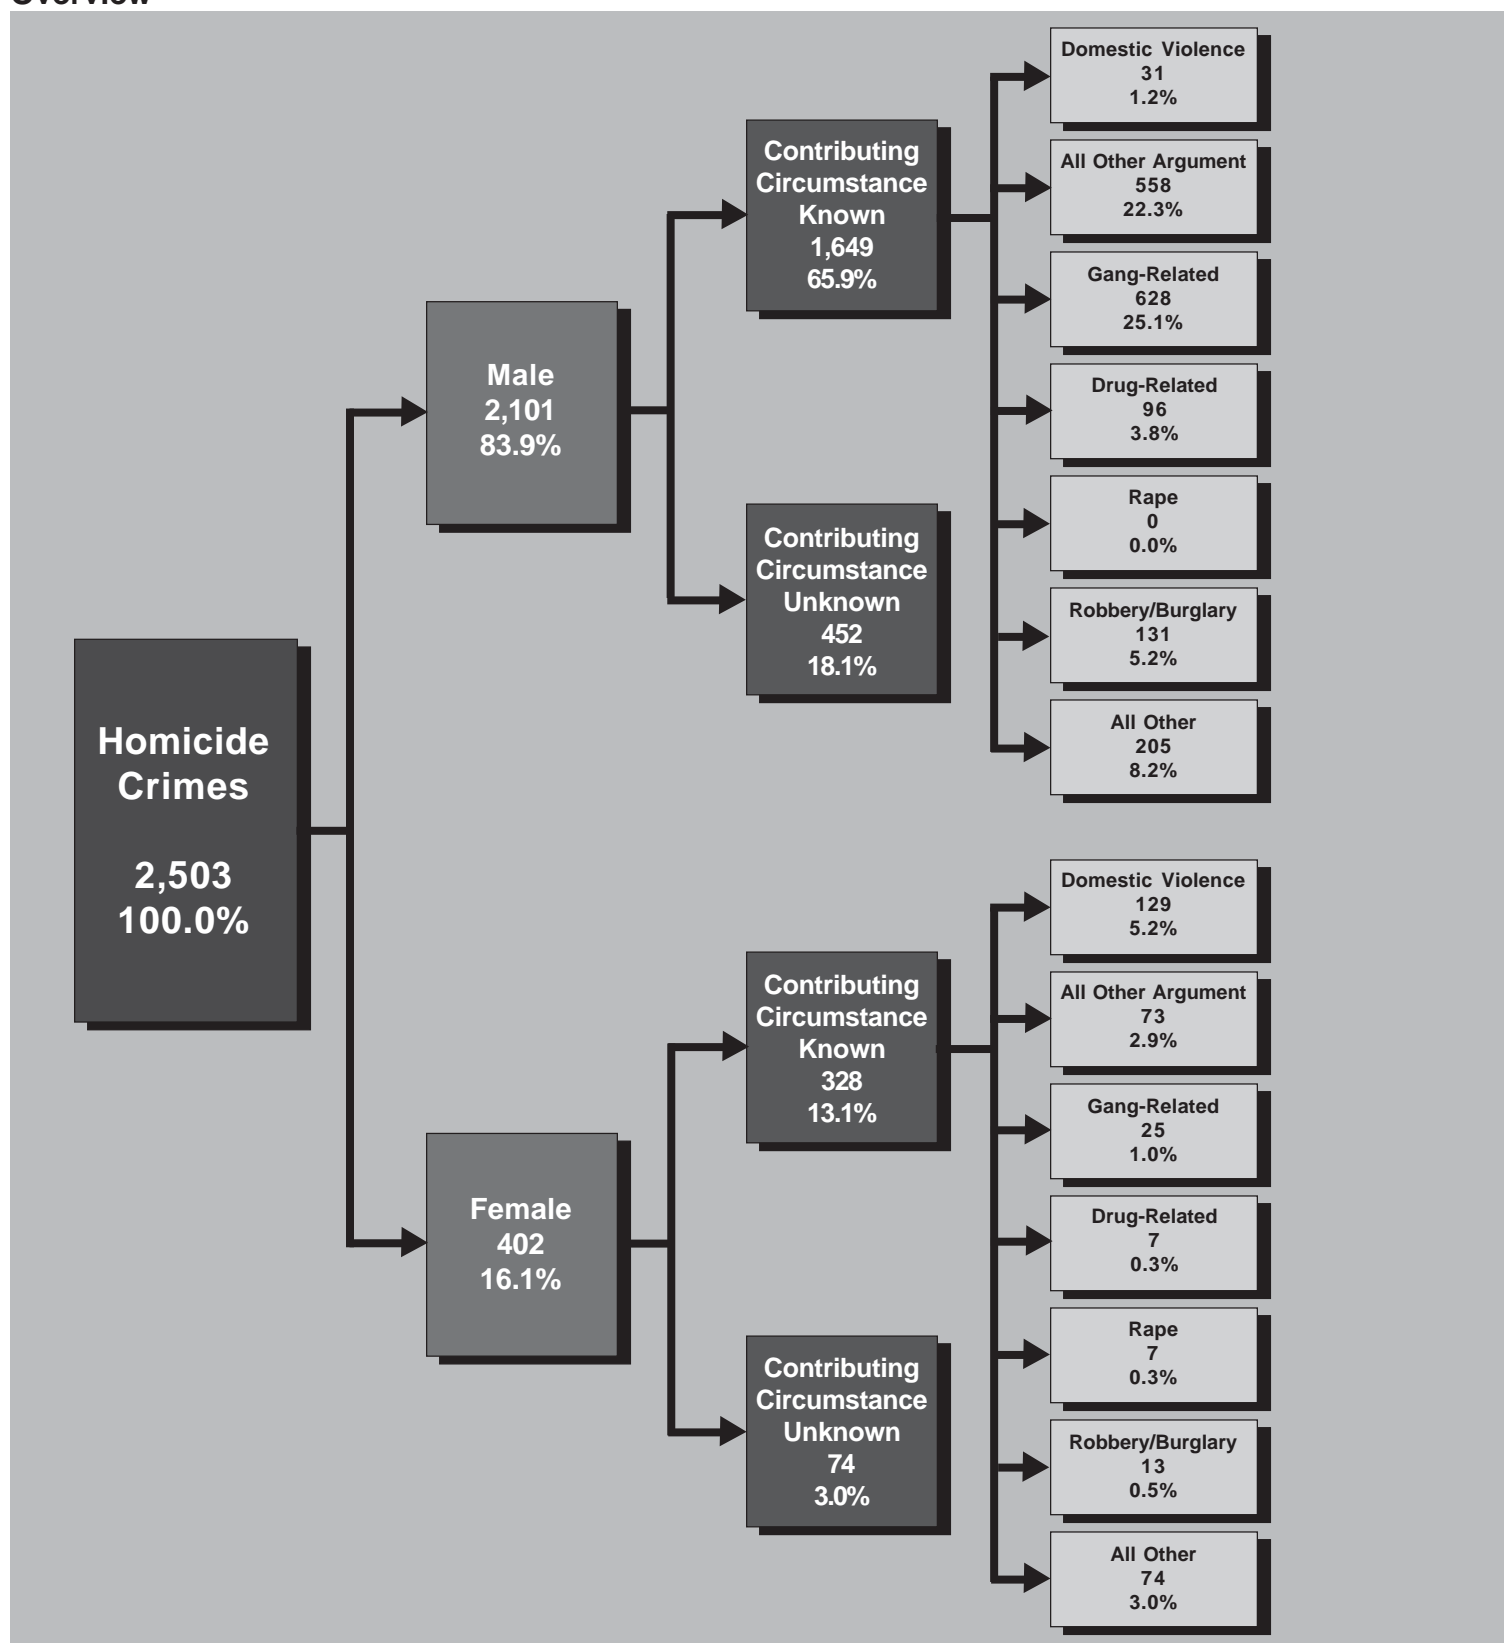 Overview
Homicide
Crimes
2,503
100.0%
Male
2,101
83.9%
Contributing
Circumstance
Known
1,649
65.9%
Domestic Violence
31
1.2%
All Other Argument
558
22.3%
Gang-Related
628
25.1%
Drug-Related
96
3.8%
Rape
0
0.0%
Robbery/Burglary
131
5.2%
All Other
205
8.2%
Contributing
Circumstance
Unknown
452
18.1%
Female
402
16.1%
Contributing
Circumstance
Known
328
13.1%
Domestic Violence
129
5.2%
All Other Argument
73
2.9%
Gang-Related
25
1.0%
Drug-Related
7
0.3%
Rape
7
0.3%
Robbery/Burglary
13
0.5%
All Other
74
3.0%
Contributing
Circumstance
Unknown
74
3.0%